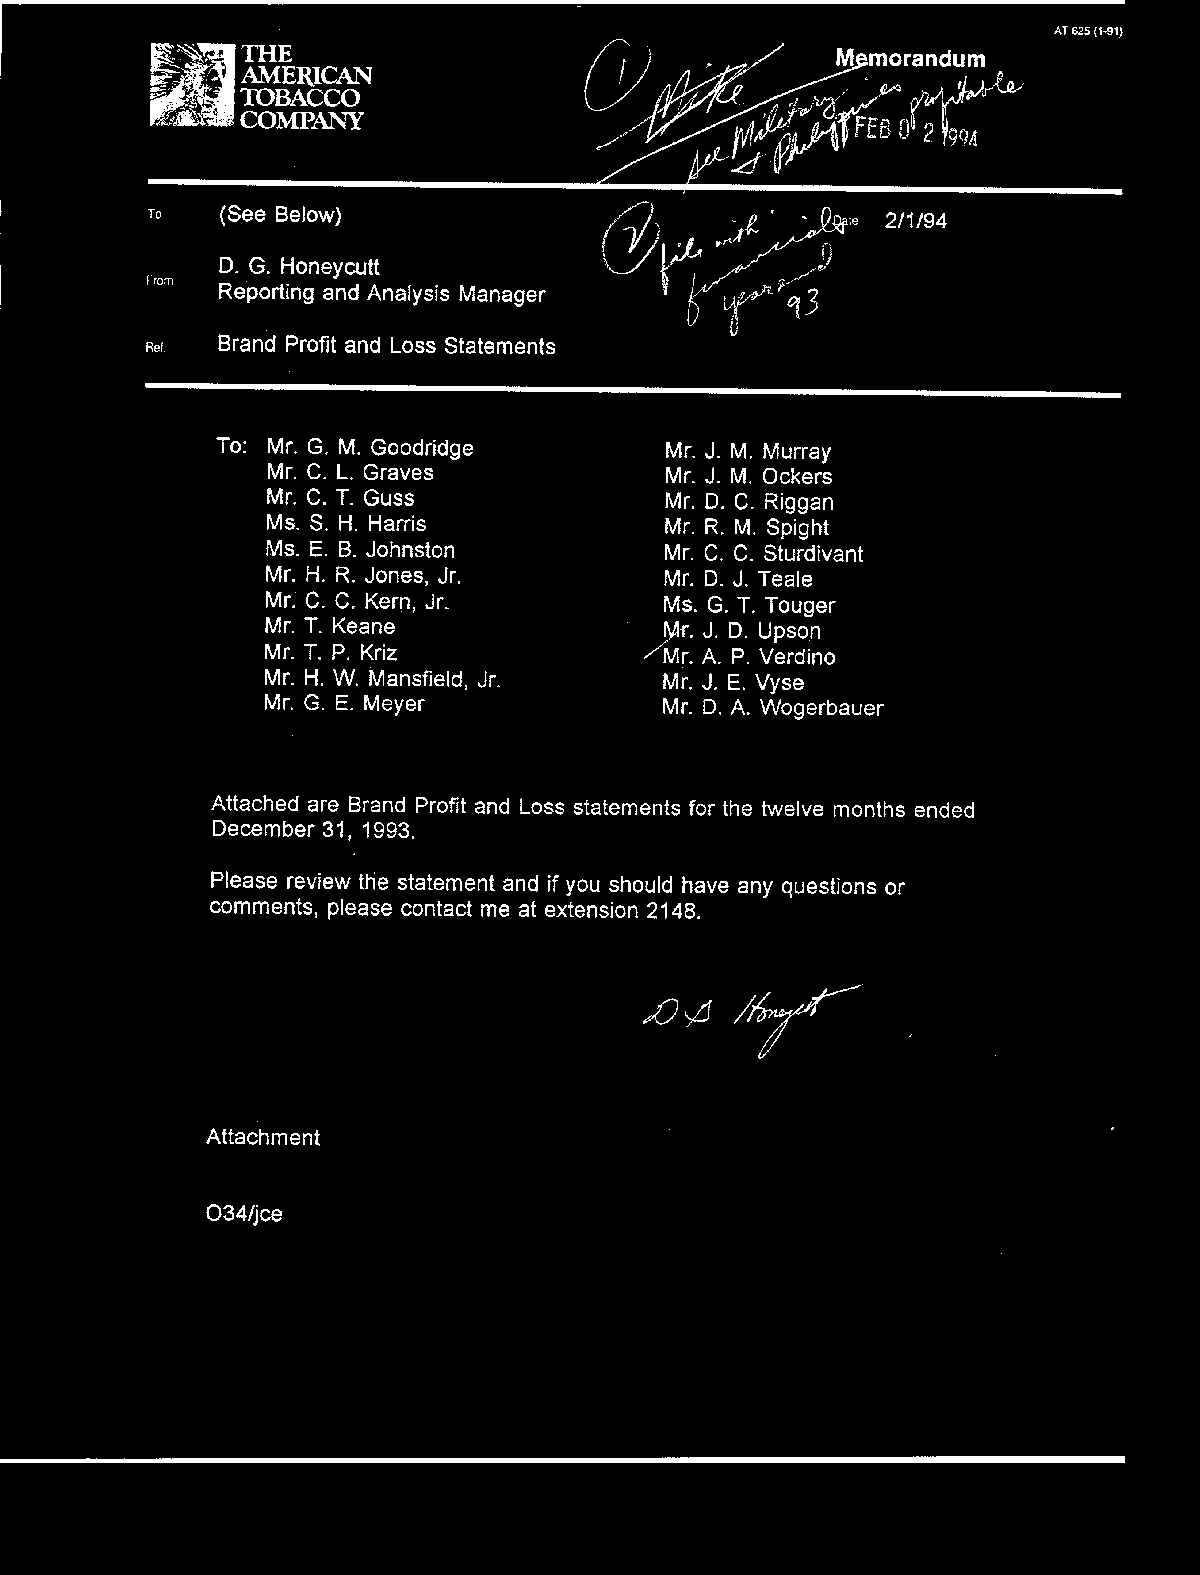 AT 625 (1-91)
THE
AMERICAN
TOBACCO
COMPANY
Memorandum
1 Mike
see Military
+ Philippines profitable
FEB 02 1994
To (See Below)
Date 2/1/94
2 file with
financial
yearend
93
From D. G. Honeycutt
Reporting and Analysis Manager
Ref. Brand Profit and Loss Statements
To: Mr. G. M. Goodridge
Mr. C. L. Graves
Mr. C. T. Guss
Ms. S. H. Harris
Ms. E. B. Johnston
Mr. H. R. Jones, Jr.
Mr. C. C. Kern, Jr.
Mr. T. Keane
Mr. T. P. Kriz
Mr. H. W. Mansfield, Jr.
Mr. G. E. Meyer
Mr. J. M. Murray
Mr. J. M. Ockers
Mr. D. C. Riggan
Mr. R. M. Spight
Mr. C. C. Sturdivant
Mr. D. J. Teale
Ms. G. T. Touger
Mr. J. D. Upson
Mr. A. P. Verdino
Mr. J. E. Vyse
Mr. D. A. Wogerbauer
Attached are Brand Profit and Loss statements for the twelve months ended
December 31, 1993.
Please review the statement and if you should have any questions or
comments, please contact me at extension 2148.
D G Honeycutt
Attachment
O34/jce